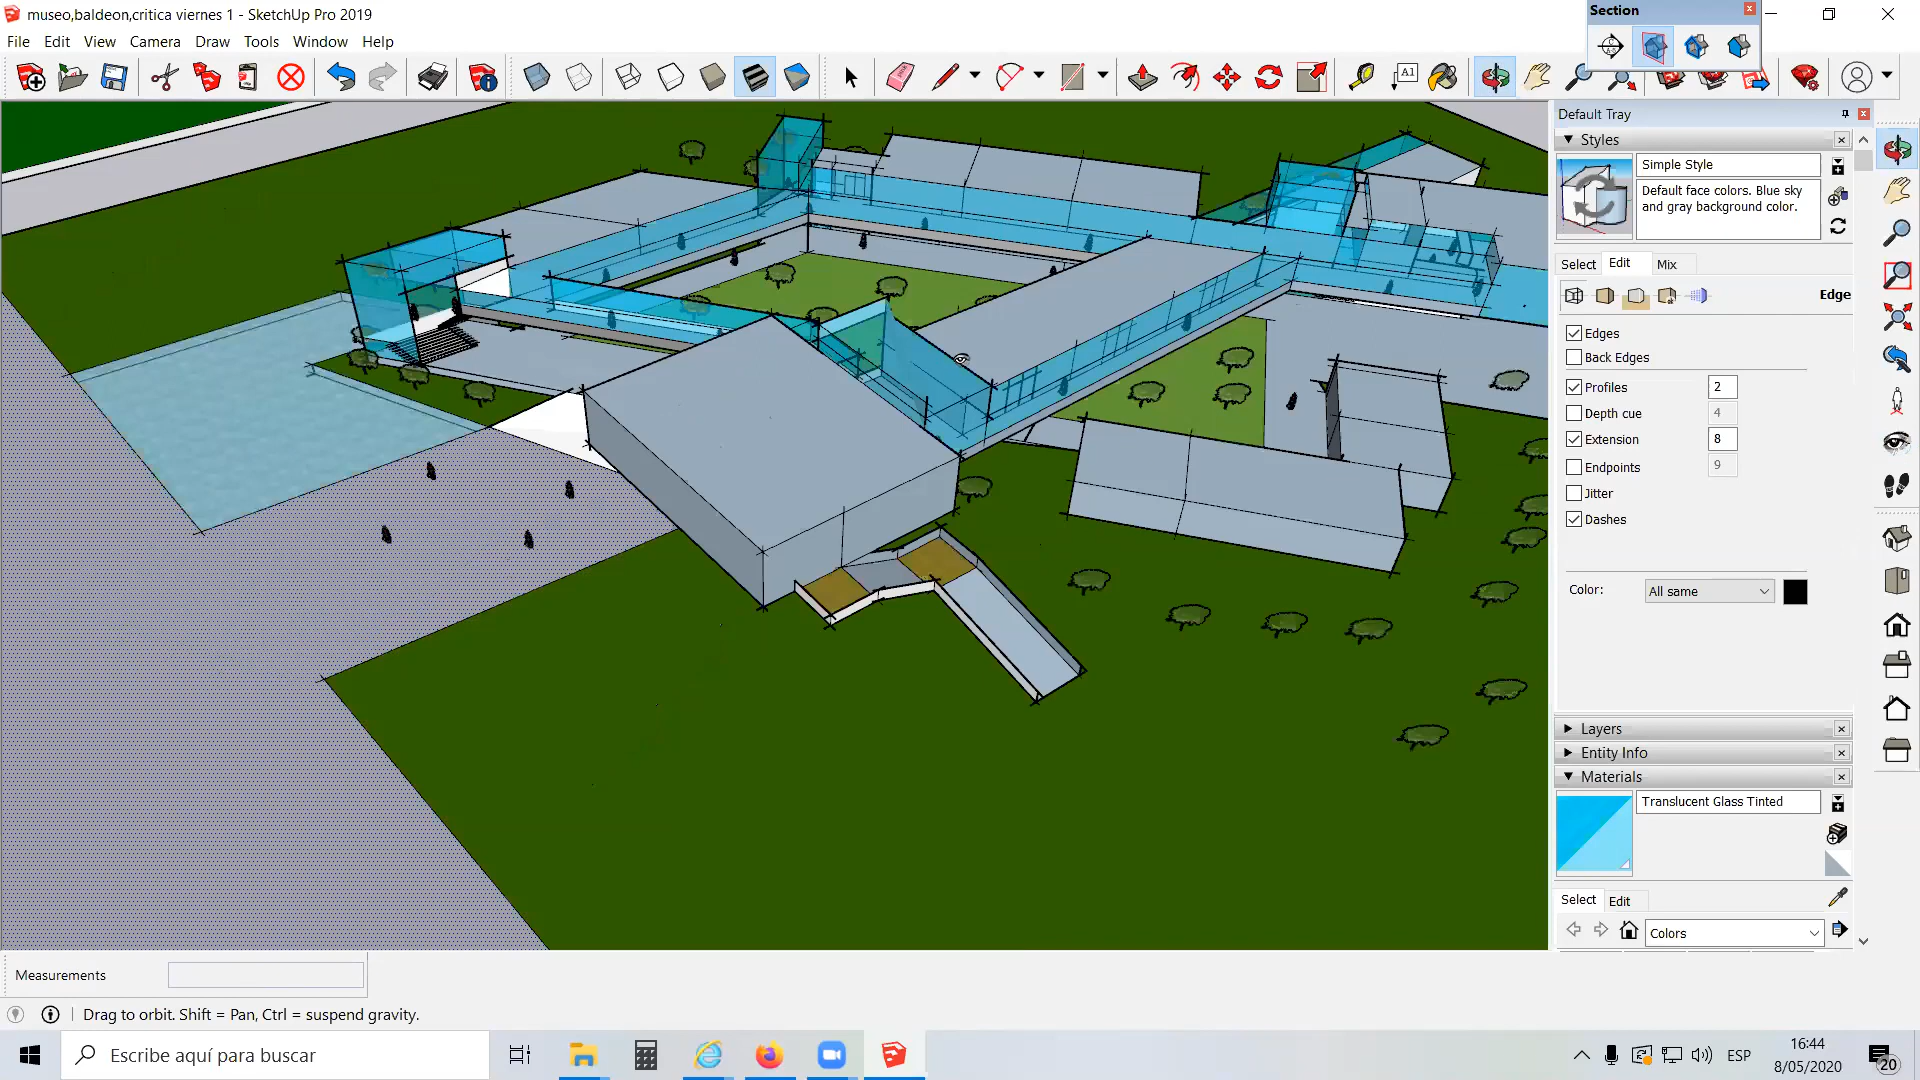 museo,baldeon,critica viernes 1 - SketchUp Pro 2019
Section
File Edit View Camera Draw Tools Window Help
A1
Default Tray
Styles
Simple Style
Default face colors. Blue sky
and gray background color.
Select Edit Mix
Edge
Edges
Back Edges
Profiles 2
Depth cue 4
Extension 8
Endpoints 9
Jitter
Dashes
Color: All same
Layers
Entity Info
Materials
Translucent Glass Tinted
Select Edit
Colors
Measurements
Drag to orbit. Shift = Pan, Ctrl = suspend gravity.
Escribe aquí para buscar
ESP
16:44
8/05/2020
20